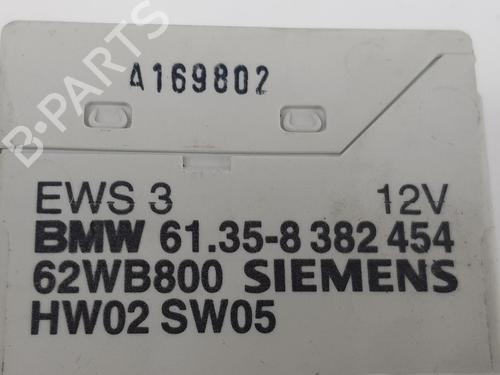 A169802
B-PARTS
EWS 3 12V
BMW 61.35-8 382 454
62WB800 SIEMENS
HW02 SW05